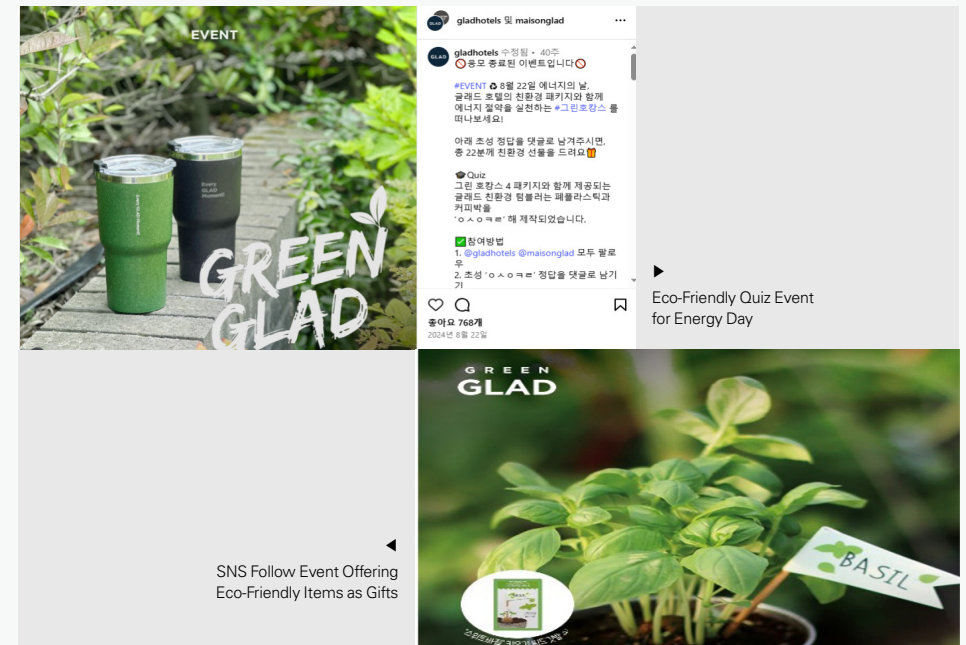 EVENT
Every
GLAD
Moment!
Every GLAD Moment!
GREEN
GLAD
GLAD
gladhotels 및 maisonglad
GLAD
gladhotels 수정됨 • 40주
🚫응모 종료된 이벤트입니다🚫
#EVENT ♻ 8월 22일 에너지의 날,
글래드 호텔의 친환경 패키지와 함께
에너지 절약을 실천하는 #그린호캉스 를
떠나보세요!
아래 초성 정답을 댓글로 남겨주시면,
총 22분께 친환경 선물을 드려요🎁
🎓Quiz
그린 호캉스 4 패키지와 함께 제공되는
글래드 친환경 텀블러는 폐플라스틱과
커피박을
'ㅇㅅㅇㅋㄹ' 해 제작되었습니다.
✅참여방법
1. @gladhotels @maisonglad 모두 팔로
우
2. 초성 'ㅇㅅㅇㅋㄹ' 정답을 댓글로 남기
기
좋아요 768개
2024년 8월 22일
▶
Eco-Friendly Quiz Event
for Energy Day
◀
SNS Follow Event Offering
Eco-Friendly Items as Gifts
GREEN
GLAD
BASIL